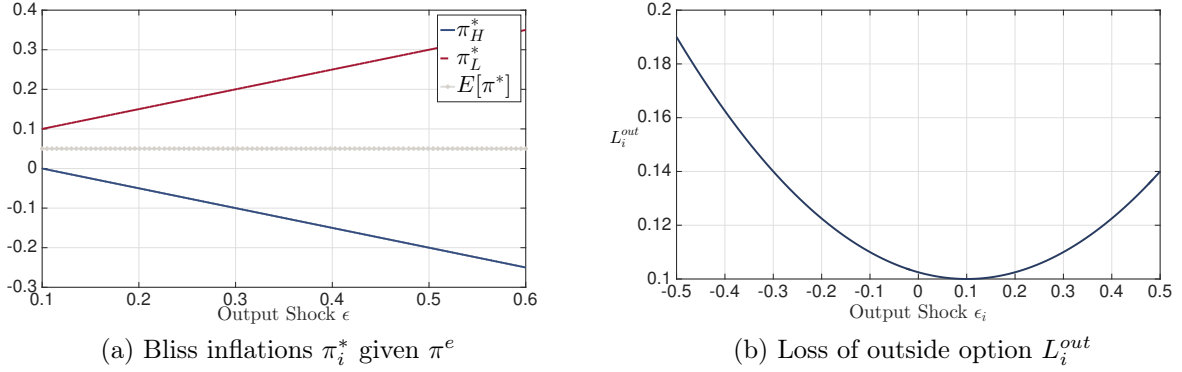 0.4
0.3
0.2
0.1
0
-0.1
-0.2
-0.3
0.1 0.2 0.3 0.4 0.5 0.6
Output Shock ϵ
π*_H
π*_L
E[π*]
(a) Bliss inflations π*_i given π^e
0.2
0.18
0.16
L_i^out
0.14
0.12
0.1
-0.5 -0.4 -0.3 -0.2 -0.1 0 0.1 0.2 0.3 0.4 0.5
Output Shock ϵ_i
(b) Loss of outside option L_i^out